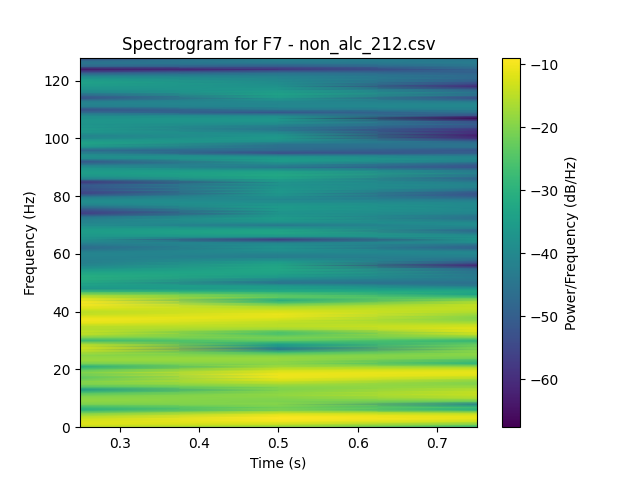 Spectrogram for F7 - non_alc_212.csv
120
100
80
60
40
20
0
Frequency (Hz)
0.3 0.4 0.5 0.6 0.7
Time (s)
−10
−20
−30
−40
−50
−60
Power/Frequency (dB/Hz)